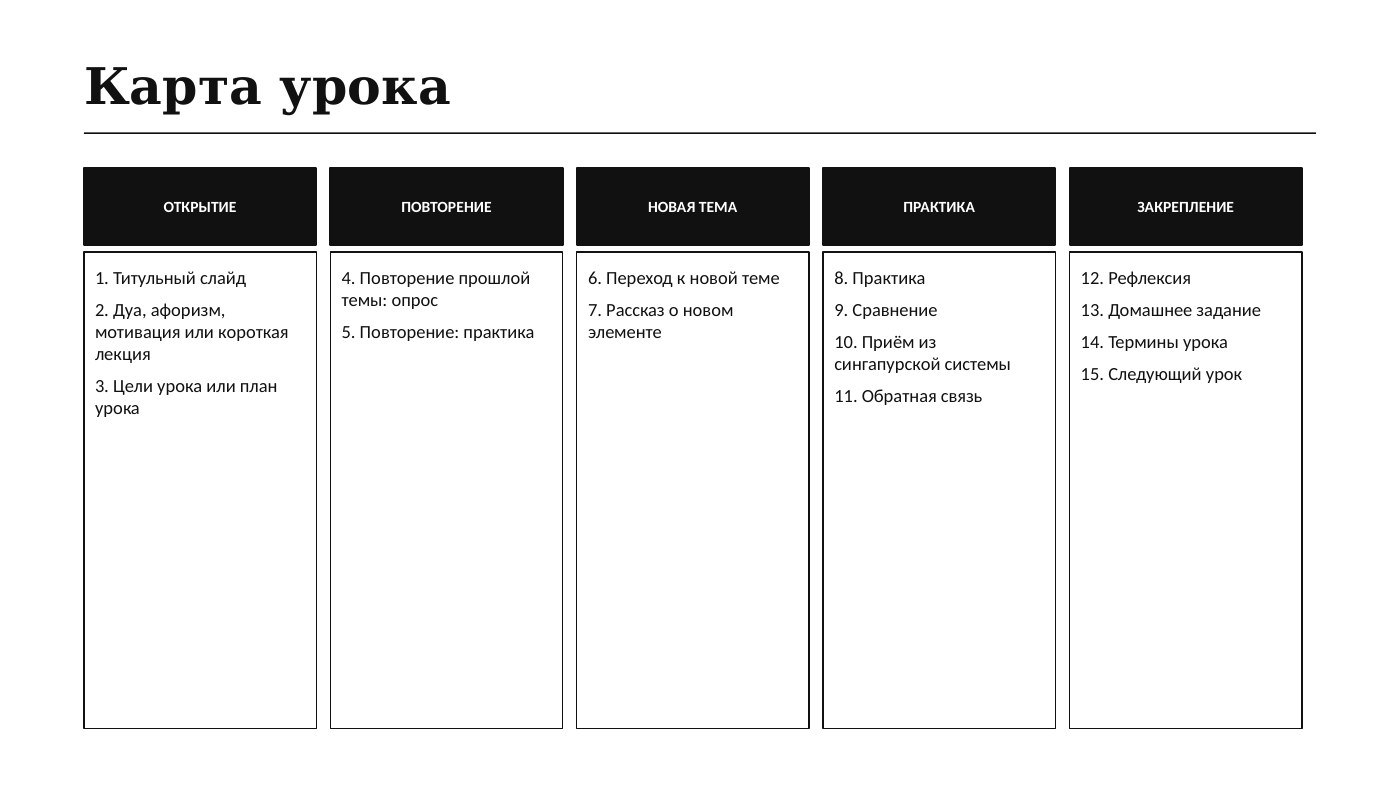 Карта урока
ОТКРЫТИЕ
1. Титульный слайд
2. Дуа, афоризм,
мотивация или короткая
лекция
3. Цели урока или план
урока
ПОВТОРЕНИЕ
4. Повторение прошлой
темы: опрос
5. Повторение: практика
НОВАЯ ТЕМА
6. Переход к новой теме
7. Рассказ о новом
элементе
ПРАКТИКА
8. Практика
9. Сравнение
10. Приём из
сингапурской системы
11. Обратная связь
ЗАКРЕПЛЕНИЕ
12. Рефлексия
13. Домашнее задание
14. Термины урока
15. Следующий урок